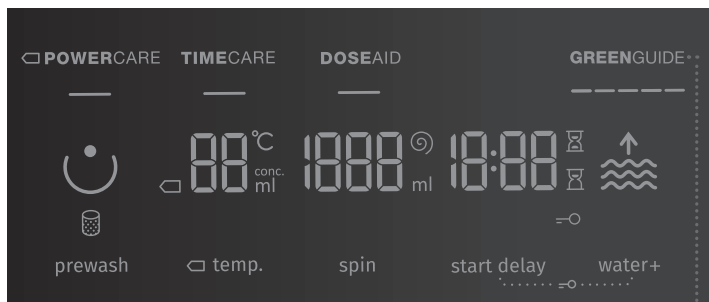 POWERCARE TIMECARE DOSEAID GREENGUIDE
88 °C 1888 18:88
conc.
ml ml
prewash temp. spin start delay water+